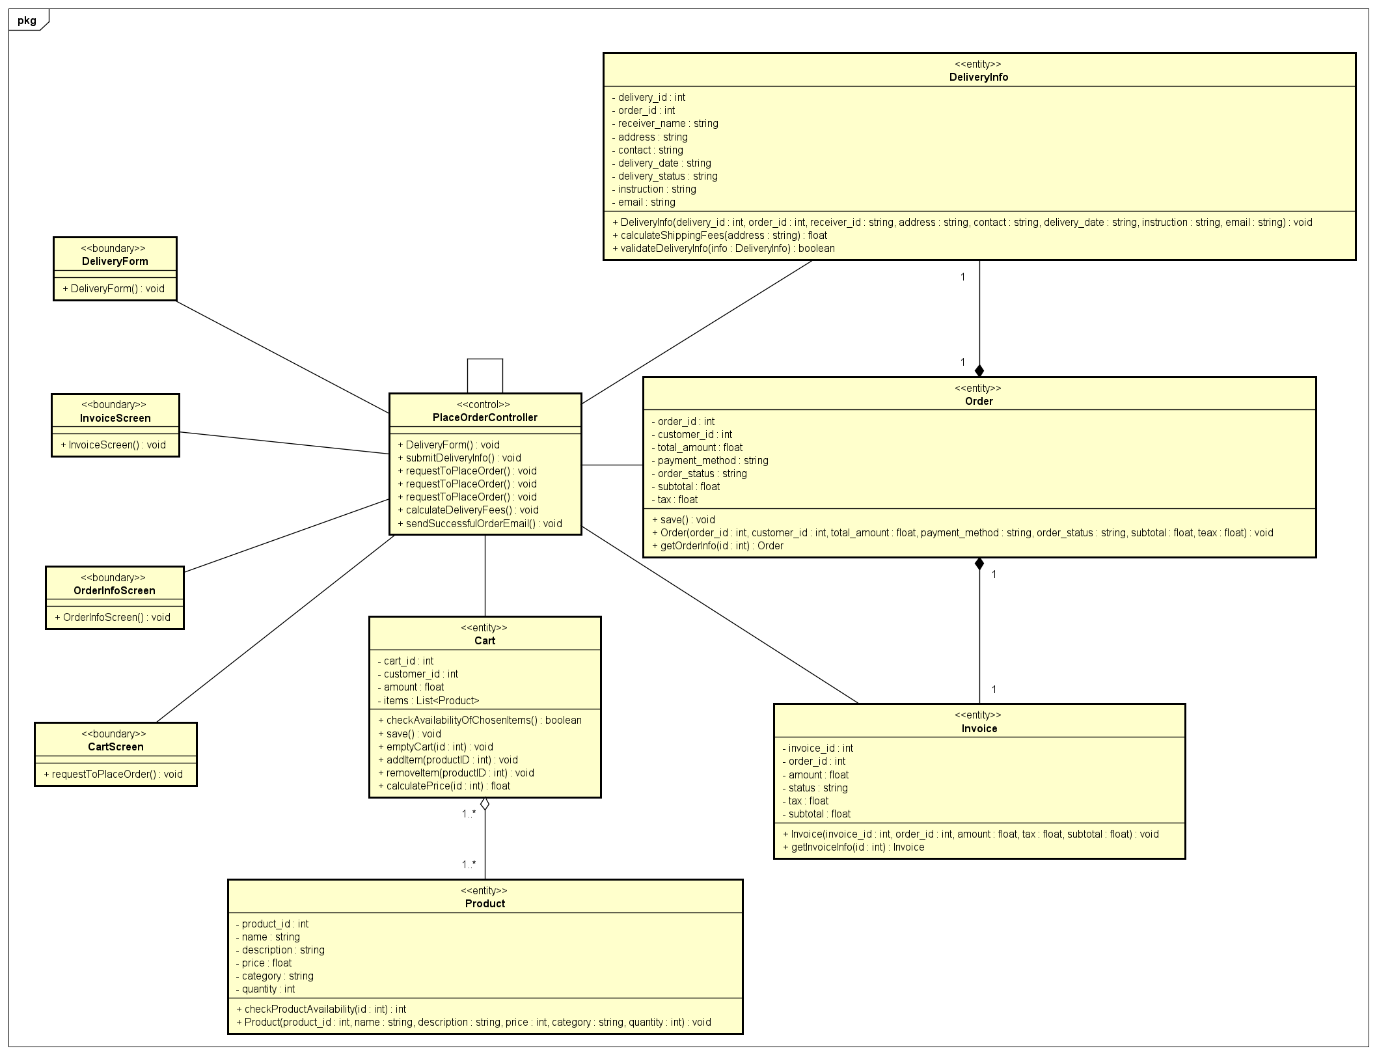 pkg
<<entity>>
DeliveryInfo
- delivery_id : int
- order_id : int
- receiver_name : string
- address : string
- contact : string
- delivery_date : string
- delivery_status : string
- instruction : string
- email : string
+ DeliveryInfo(delivery_id : int, order_id : int, receiver_id : string, address : string, contact : string, delivery_date : string, instruction : string, email : string) : void
+ calculateShippingFees(address : string) : float
+ validateDeliveryInfo(info : DeliveryInfo) : boolean
<<boundary>>
DeliveryForm
+ DeliveryForm() : void
1
1
<<boundary>>
InvoiceScreen
+ InvoiceScreen() : void
<<control>>
PlaceOrderController
+ DeliveryForm() : void
+ submitDeliveryInfo() : void
+ requestToPlaceOrder() : void
+ requestToPlaceOrder() : void
+ requestToPlaceOrder() : void
+ calculateDeliveryFees() : void
+ sendSuccessfulOrderEmail() : void
<<entity>>
Order
- order_id : int
- customer_id : int
- total_amount : float
- payment_method : string
- order_status : string
- subtotal : float
- tax : float
+ save() : void
+ Order(order_id : int, customer_id : int, total_amount : float, payment_method : string, order_status : string, subtotal : float, teax : float) : void
+ getOrderInfo(id : int) : Order
1
1
<<boundary>>
OrderInfoScreen
+ OrderInfoScreen() : void
<<entity>>
Cart
- cart_id : int
- customer_id : int
- amount : float
- items : List<Product>
+ checkAvailabilityOfChosenItems() : boolean
+ save() : void
+ emptyCart(id : int) : void
+ addItem(productID : int) : void
+ removeItem(productID : int) : void
+ calculatePrice(id : int) : float
<<boundary>>
CartScreen
+ requestToPlaceOrder() : void
<<entity>>
Invoice
- invoice_id : int
- order_id : int
- amount : float
- status : string
- tax : float
- subtotal : float
+ Invoice(invoice_id : int, order_id : int, amount : float, tax : float, subtotal : float) : void
+ getInvoiceInfo(id : int) : Invoice
1..*
1..*
<<entity>>
Product
- product_id : int
- name : string
- description : string
- price : float
- category : string
- quantity : int
+ checkProductAvailability(id : int) : int
+ Product(product_id : int, name : string, description : string, price : int, category : string, quantity : int) : void